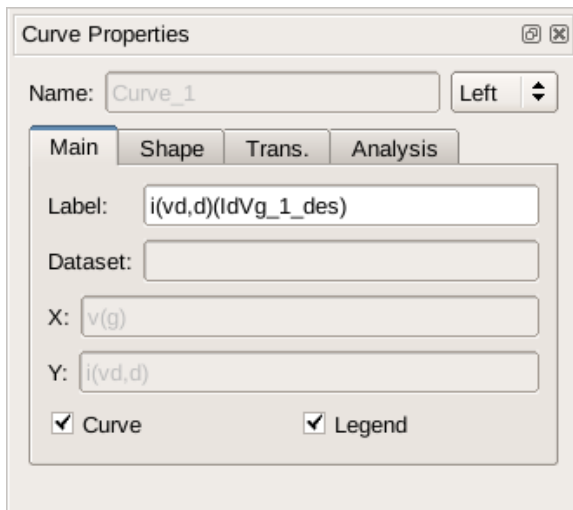 Curve Properties
Name: Curve_1 Left
Main Shape Trans. Analysis
Label: i(vd,d)(IdVg_1_des)
Dataset:
X: v(g)
Y: i(vd,d)
Curve Legend